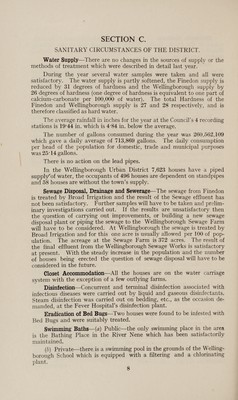 SECTION C.
SANITARY CIRCUMSTANCES OF THE DISTRICT.
Water Supply—There are no changes in the sources of supply or the
methods of treatment which were described in detail last year.
During the year several water samples were taken and all were
satisfactory. The water supply is partly softened, the Finedon supply is
reduced by 31 degrees of hardness and the Wellingborough supply by
26 degrees of hardness (one degree of hardness is equivalent to one part of
calcium-carbonate per 100,000 of water). The total Hardness of the
Finedon and Wellingborough supply is 27 and 28 respectively, and is
therefore classified as hard water.
The average rainfall in inches for the year at the Council's 4 recording
stations is 19·44 in. which is 4·84 in. below the average.
The number of gallons consumed during the year was 260,562,109
which gave a daily average of 713,869 gallons. The daily consumption
per head of the population for domestic, trade and municipal purposes
was 25 14 gallons.
There is no action on the lead pipes.
In the Wellingborough Urban District 7,623 houses have a piped
supply of water, the occupants of 406 houses are dependent on standpipes
and 38 houses are without the town's supply.
Sewage Disposal, Drainage and Sewerage—The sewage from Finedon
is treated by Broad Irrigation and the result of the Sewage effluent has
not been satisfactory. Further samples will have to be taken and prelim-
inary investigations carried out. If the results are unsatisfactory then
the question of carrying out improvements, or building a new sewage
disposal plant or piping the sewage to the Wellingborough Sewage Farm
will have to be considered. At Wellingborough the sewage is treated by
Broad Irrigation and for this one acre is usually allowed per 100 of pop-
ulation. The acreage at the Sewage Farm is 372 acres. The result of
the final effluent from the Wellingborough Sewage Works is satisfactory
at present. With the steady increase in the population and the number
of houses being erected the question of sewage disposal will have to be
considered in the future.
Closet Accommodation—All the houses are on the water carriage
system with the exception of a few outlying farms.
Disinfection—Concurrent and terminal disinfection associated with
infections diseases were carried out by liquid and gaseous disinfectants.
Steam disinfection was carried out on bedding, etc., as the occasion de-
manded, at the Fever Hospital's disinfection plant.
Eradication of Bed Bugs—Two houses were found to be infested with
Bed Bugs and were suitably treated.
Swimming Baths—(a) Public—the only swimming place in the area
is the Bathing Place in the River Nene which has been satisfactorily
maintained.
(b) Private—there is a swimming pool in the grounds of the Welling-
borough School which is equipped with a filtering and a chlorinating
plant.
9